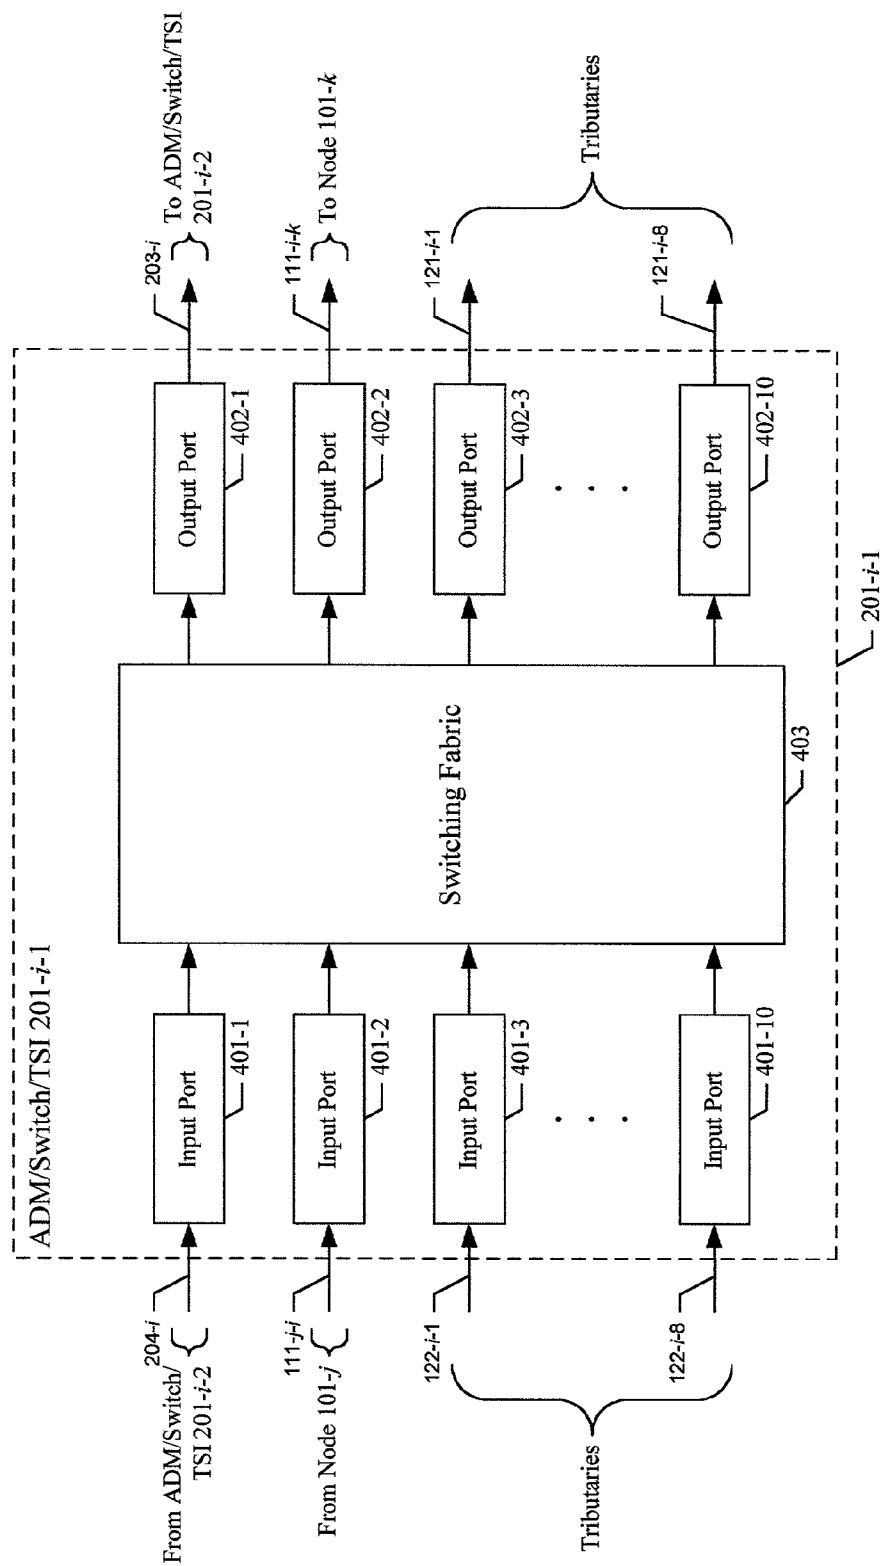 ADM/Switch/TSI 201-i-1
From ADM/Switch/
TSI 201-i-2
204-i
Input Port
401-1
Output Port
402-1
203-i
To ADM/Switch/TSI
201-i-2
From Node 101-j
111-j-i
Input Port
401-2
Output Port
402-2
111-i-k
To Node 101-k
Switching Fabric
403
Tributaries
122-i-1
Input Port
401-3
Output Port
402-3
121-i-1
Tributaries
. . .
. . .
122-i-8
Input Port
401-10
Output Port
402-10
121-i-8
201-i-1